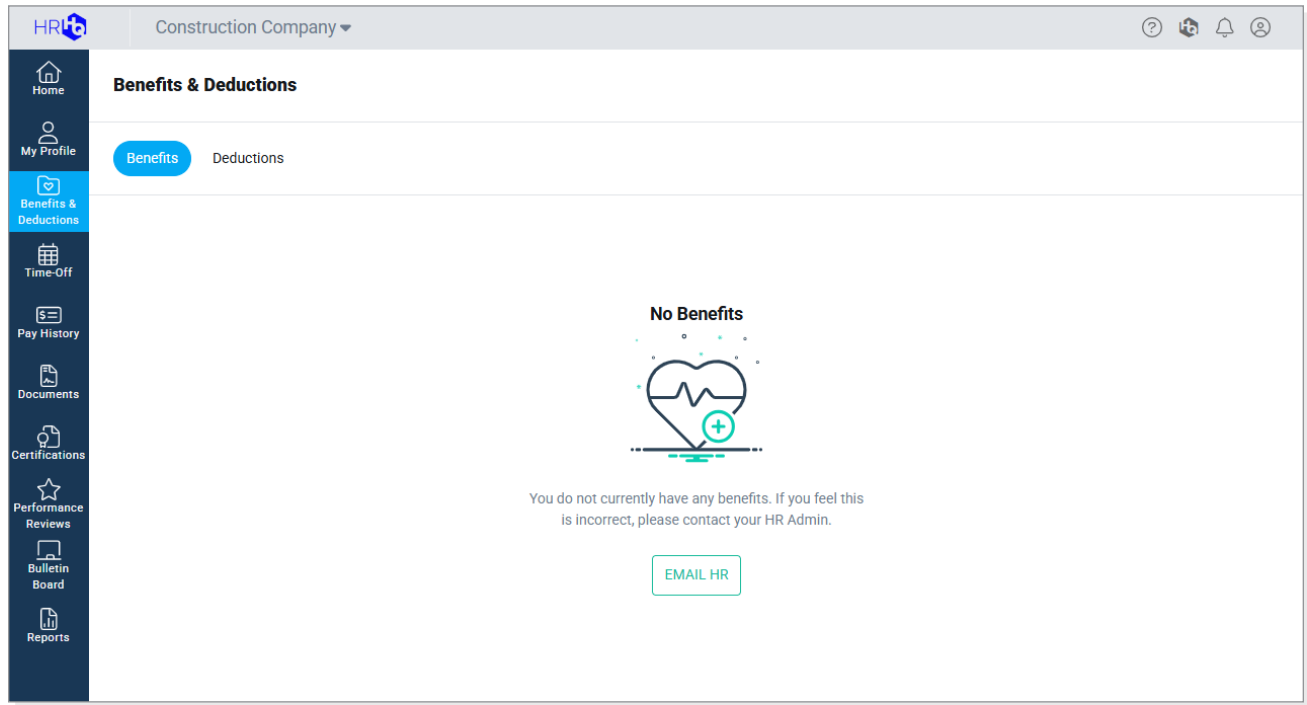 HRHQ
Construction Company
Home
My Profile
Benefits &
Deductions
Time-Off
Pay History
Documents
Certifications
Performance
Reviews
Bulletin
Board
Reports
Benefits & Deductions
Benefits
Deductions
No Benefits
You do not currently have any benefits. If you feel this
is incorrect, please contact your HR Admin.
EMAIL HR